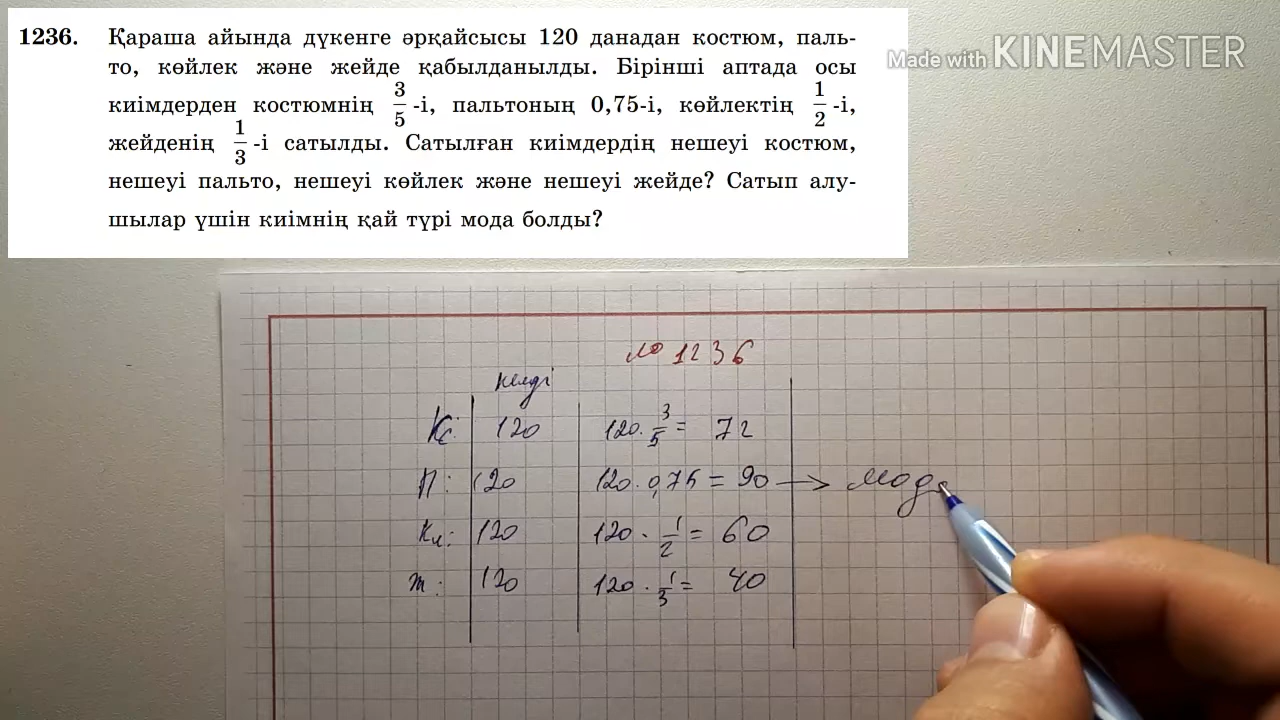 1236. Қараша айында дүкенге әрқайсысы 120 данадан костюм, паль-
то, көйлек және жейде қабылданылды. Бірінші аптада осы
киімдерден костюмнің 3/5 -і, пальтоның 0,75-і, көйлектің 1/2 -і,
жейденің 1/3 -і сатылды. Сатылған киімдердің нешеуі костюм,
нешеуі пальто, нешеуі көйлек және нешеуі жейде? Сатып алу-
шылар үшін киімнің қай түрі мода болды?
Made with KINEMASTER
№ 1236
келді
Кс: 120 120 · 3/5 = 72
П: 120 120 · 0,75 = 90 → мода
Кл: 120 120 · 1/2 = 60
Ж: 120 120 · 1/3 = 40